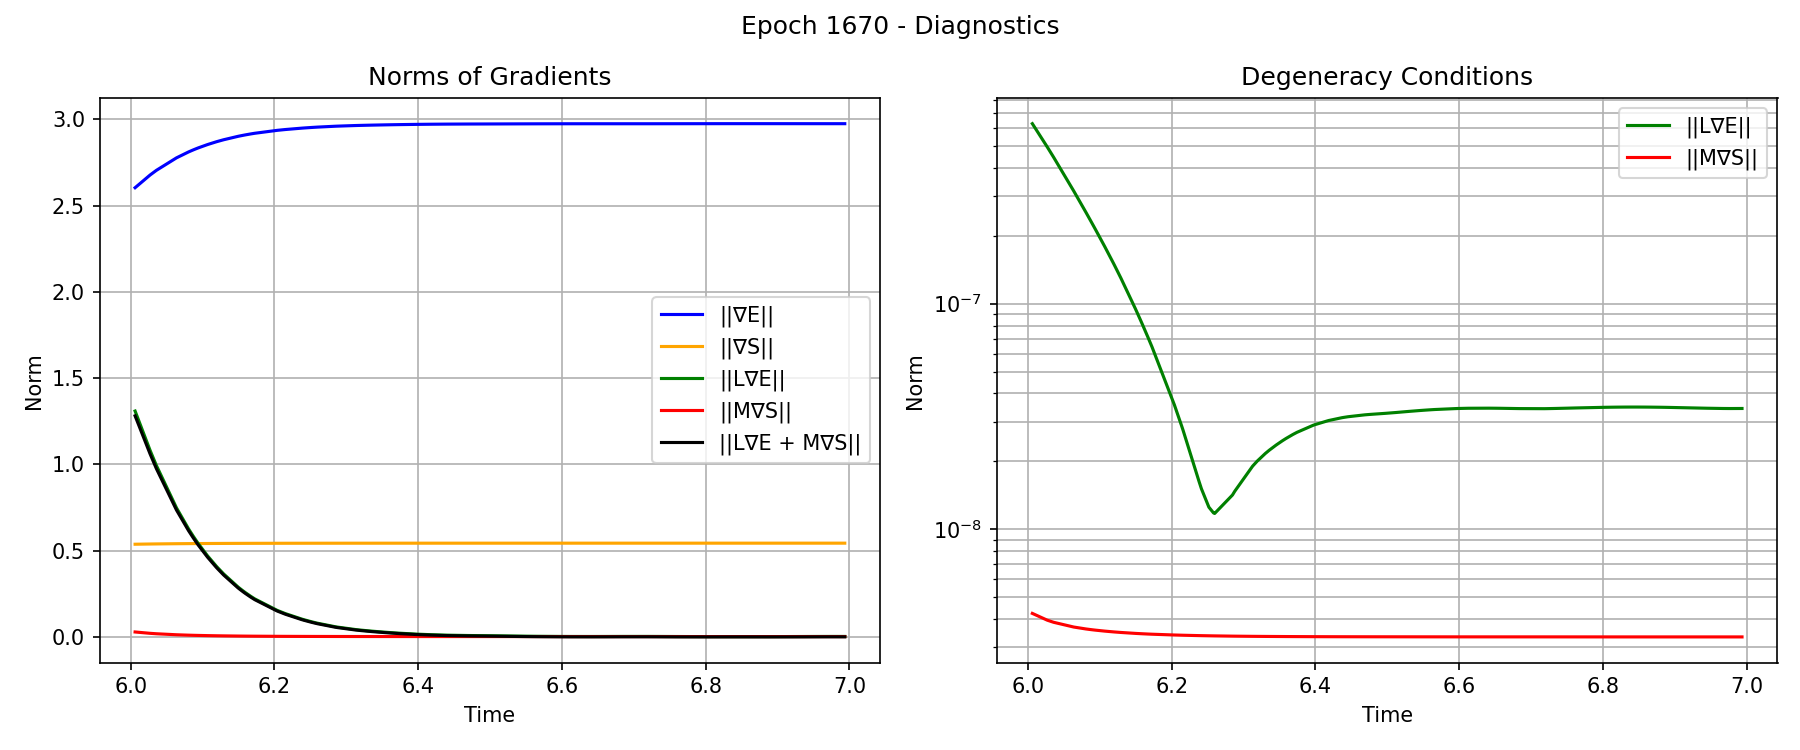 Epoch 1670 - Diagnostics
Norms of Gradients
Norm
3.0
2.5
2.0
1.5
1.0
0.5
0.0
||∇E||
||∇S||
||L∇E||
||M∇S||
||L∇E + M∇S||
6.0 6.2 6.4 6.6 6.8 7.0
Time
Degeneracy Conditions
Norm
10⁻⁷
10⁻⁸
||L∇E||
||M∇S||
6.0 6.2 6.4 6.6 6.8 7.0
Time